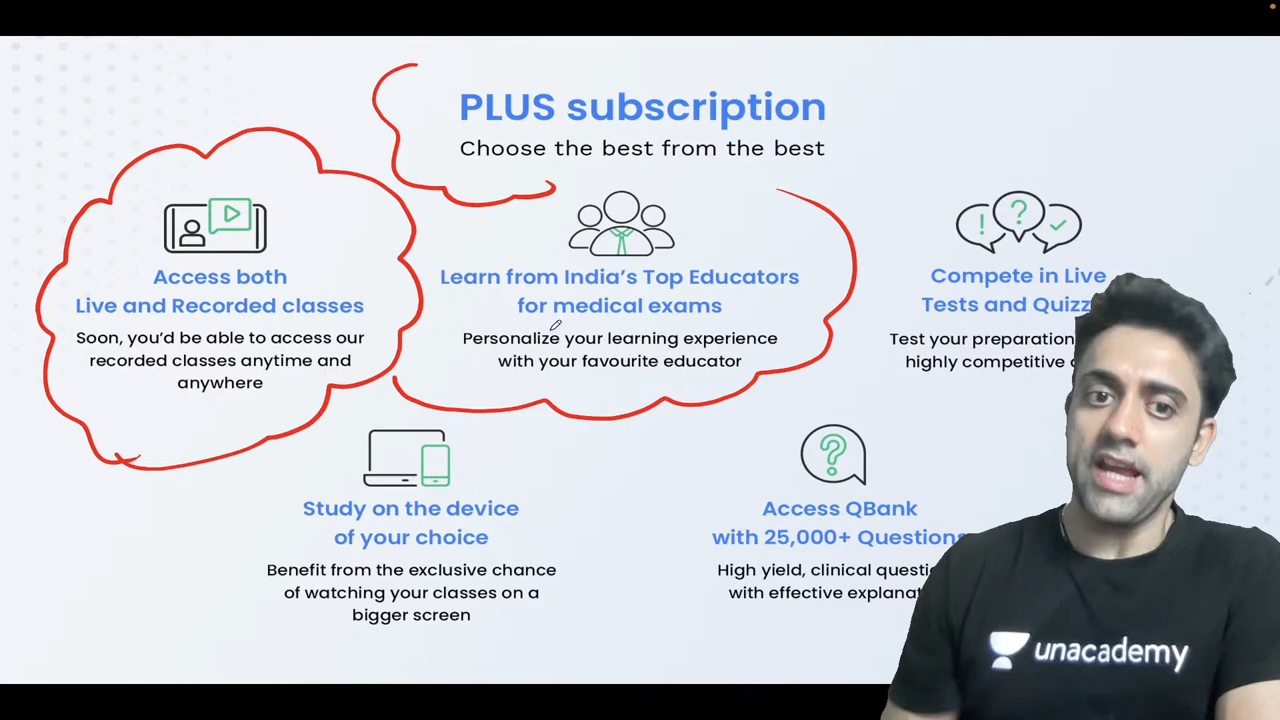 PLUS subscription
Choose the best from the best
Access both
Live and Recorded classes
Soon, you'd be able to access our
recorded classes anytime and
anywhere
Learn from India's Top Educators
for medical exams
Personalize your learning experience
with your favourite educator
Compete in Live
Tests and
Test your preparation
highly competitive
Study on the device
of your choice
Benefit from the exclusive chance
of watching your classes on a
bigger screen
Access QBank
with 25,000+ Questions
High yield, clinical
with effective
unacademy